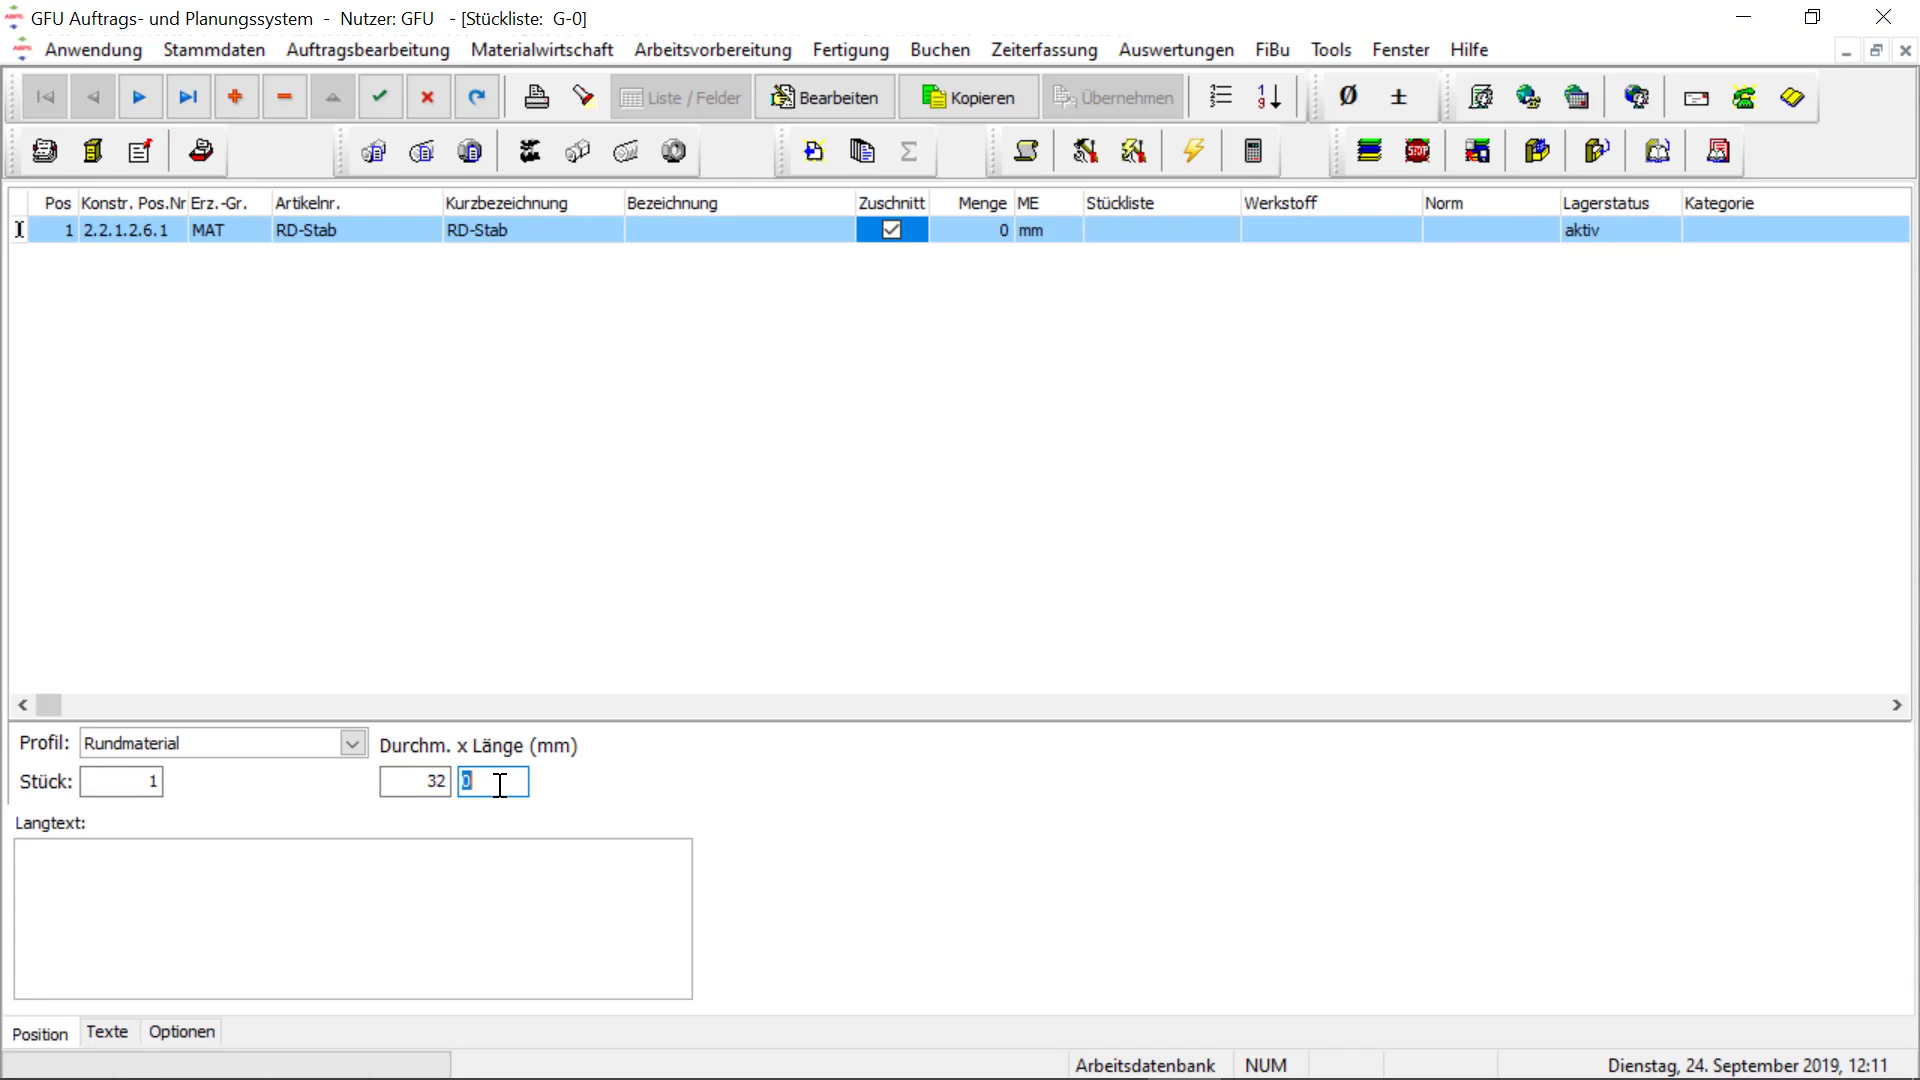 GFU Auftrags- und Planungssystem - Nutzer: GFU - [Stückliste: G-0]
Anwendung Stammdaten Auftragsbearbeitung Materialwirtschaft Arbeitsvorbereitung Fertigung Buchen Zeiterfassung Auswertungen FiBu Tools Fenster Hilfe
Liste / Felder Bearbeiten Kopieren Übernehmen
Pos Konstr. Pos.Nr Erz.-Gr. Artikelnr. Kurzbezeichnung Bezeichnung Zuschnitt Menge ME Stückliste Werkstoff Norm Lagerstatus Kategorie
1 2.2.1.2.6.1 MAT RD-Stab RD-Stab 0 mm aktiv
Profil: Rundmaterial Durchm. x Länge (mm)
Stück: 1 32 0
Langtext:
Position Texte Optionen
Arbeitsdatenbank NUM Dienstag, 24. September 2019, 12:11